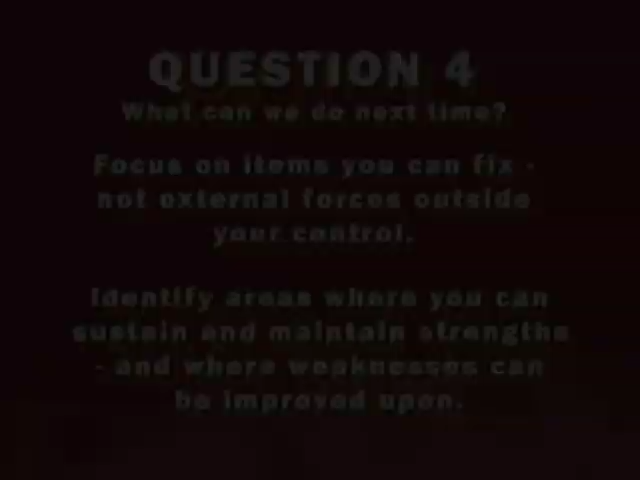 QUESTION 4
What can we do next time?
Focus on items you can fix -
not external forces outside
your control.
Identify areas where you can
sustain and maintain strengths
- and where weaknesses can
be improved upon.